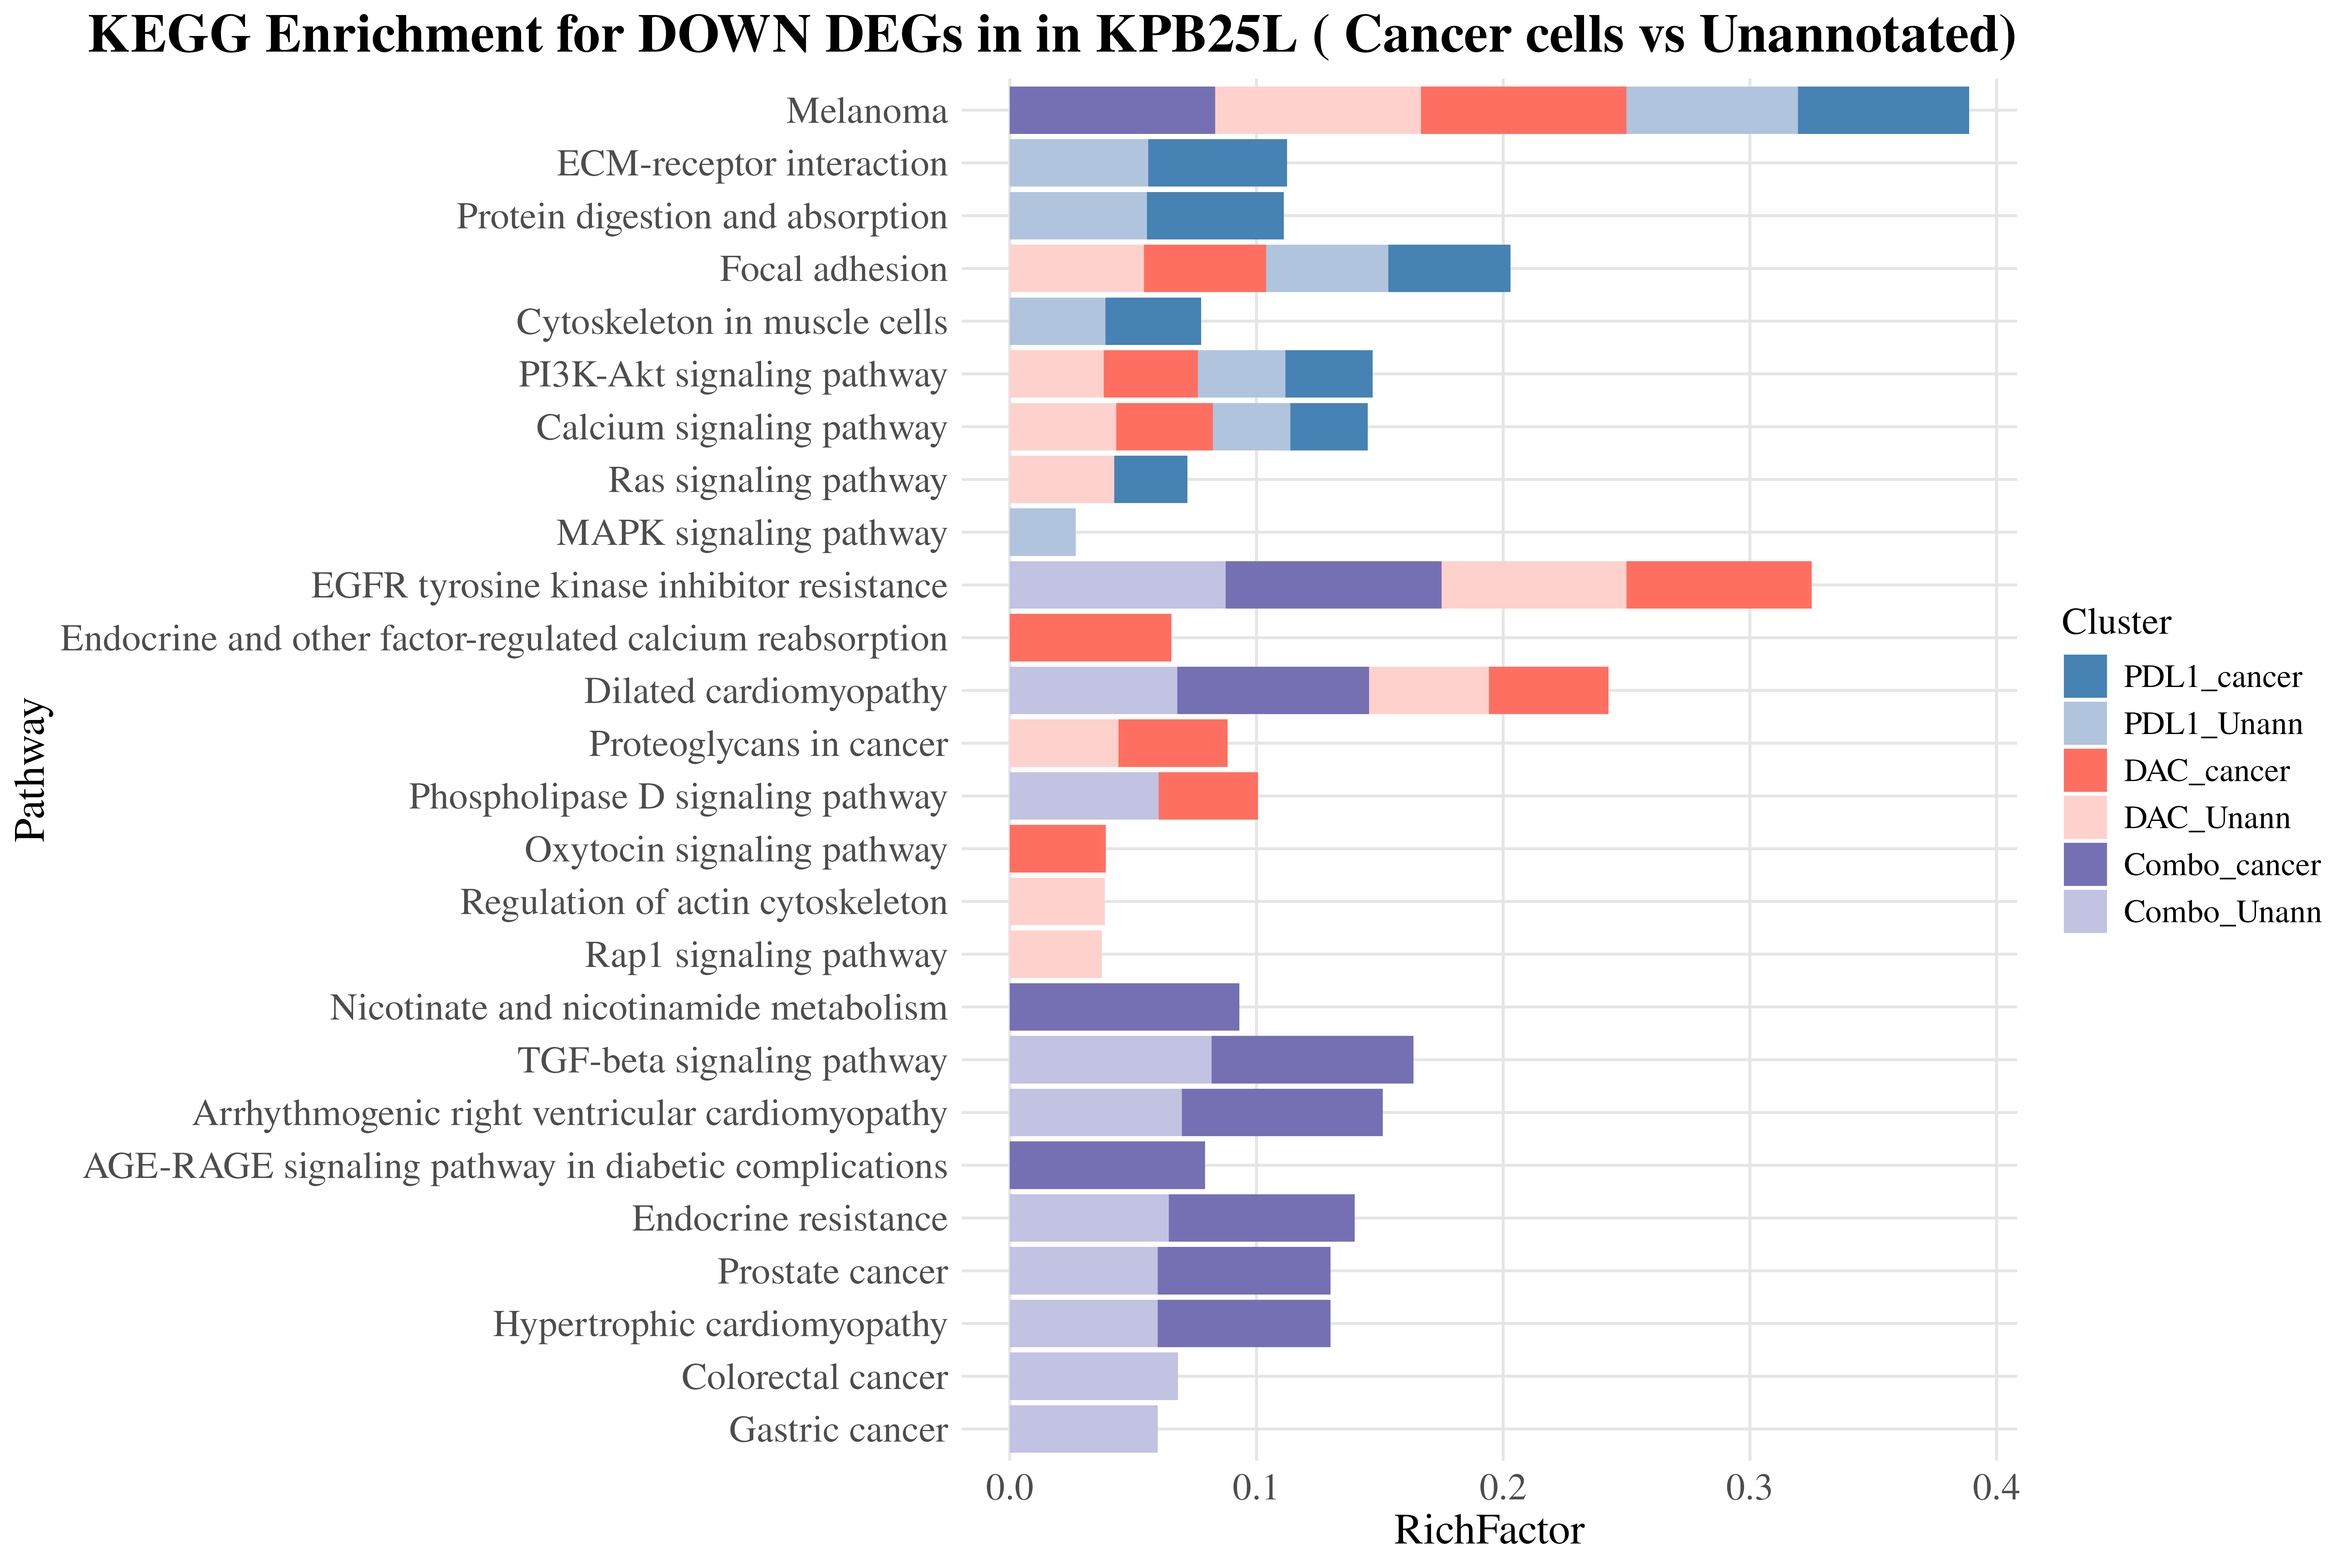 KEGG Enrichment for DOWN DEGs in in KPB25L ( Cancer cells vs Unannotated)
Pathway
Melanoma
ECM-receptor interaction
Protein digestion and absorption
Focal adhesion
Cytoskeleton in muscle cells
PI3K-Akt signaling pathway
Calcium signaling pathway
Ras signaling pathway
MAPK signaling pathway
EGFR tyrosine kinase inhibitor resistance
Endocrine and other factor-regulated calcium reabsorption
Dilated cardiomyopathy
Proteoglycans in cancer
Phospholipase D signaling pathway
Oxytocin signaling pathway
Regulation of actin cytoskeleton
Rap1 signaling pathway
Nicotinate and nicotinamide metabolism
TGF-beta signaling pathway
Arrhythmogenic right ventricular cardiomyopathy
AGE-RAGE signaling pathway in diabetic complications
Endocrine resistance
Prostate cancer
Hypertrophic cardiomyopathy
Colorectal cancer
Gastric cancer
0.0 0.1 0.2 0.3 0.4
RichFactor
Cluster
PDL1_cancer
PDL1_Unann
DAC_cancer
DAC_Unann
Combo_cancer
Combo_Unann